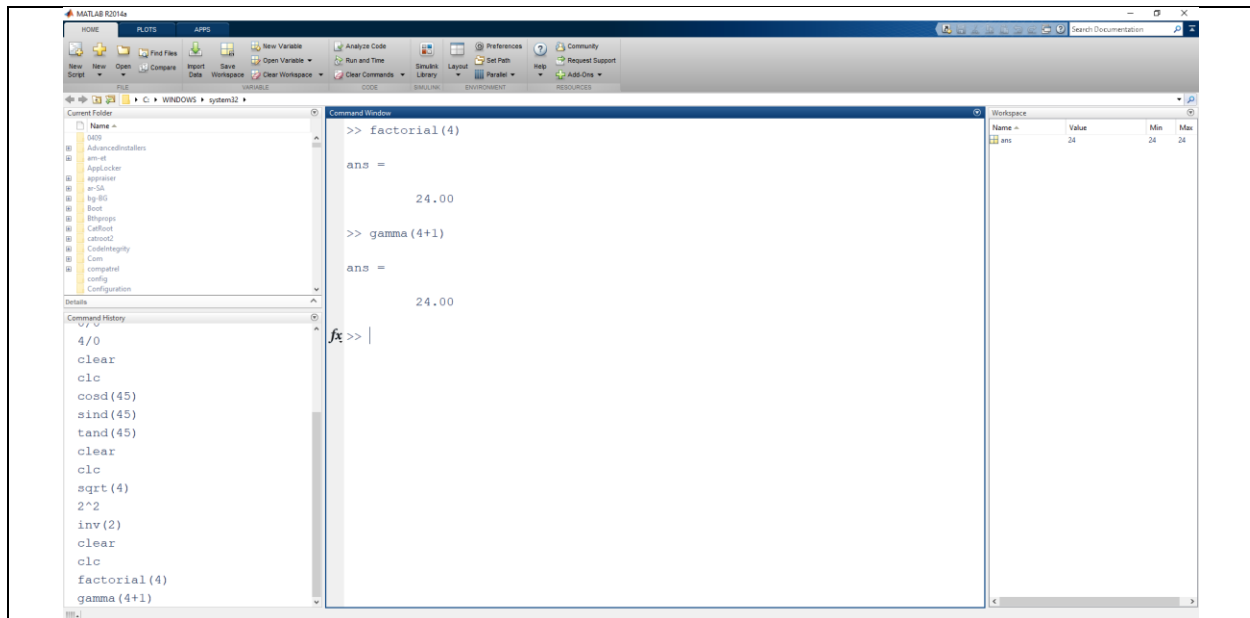 MATLAB R2014a
HOME PLOTS APPS
Search Documentation
New Script
New
Open
Find Files
Compare
Import Data
Save Workspace
New Variable
Open Variable
Clear Workspace
Analyze Code
Run and Time
Clear Commands
Simulink Library
Layout
Preferences
Set Path
Parallel
Help
Community
Request Support
Add-Ons
FILE VARIABLE CODE SIMULINK ENVIRONMENT RESOURCES
C: WINDOWS system32
Current Folder
Name
0409
AdvancedInstallers
am-et
AppLocker
appraiser
ar-SA
bg-BG
Boot
Bthprops
CatRoot
catroot2
CodeIntegrity
Com
compatrel
config
Configuration
Details
Command History
4/0
clear
clc
cosd(45)
sind(45)
tand(45)
clear
clc
sqrt(4)
2^2
inv(2)
clear
clc
factorial(4)
gamma(4+1)
Command Window
>> factorial(4)
ans =
24.00
>> gamma(4+1)
ans =
24.00
fx >>
Workspace
Name Value Min Max
ans 24 24 24